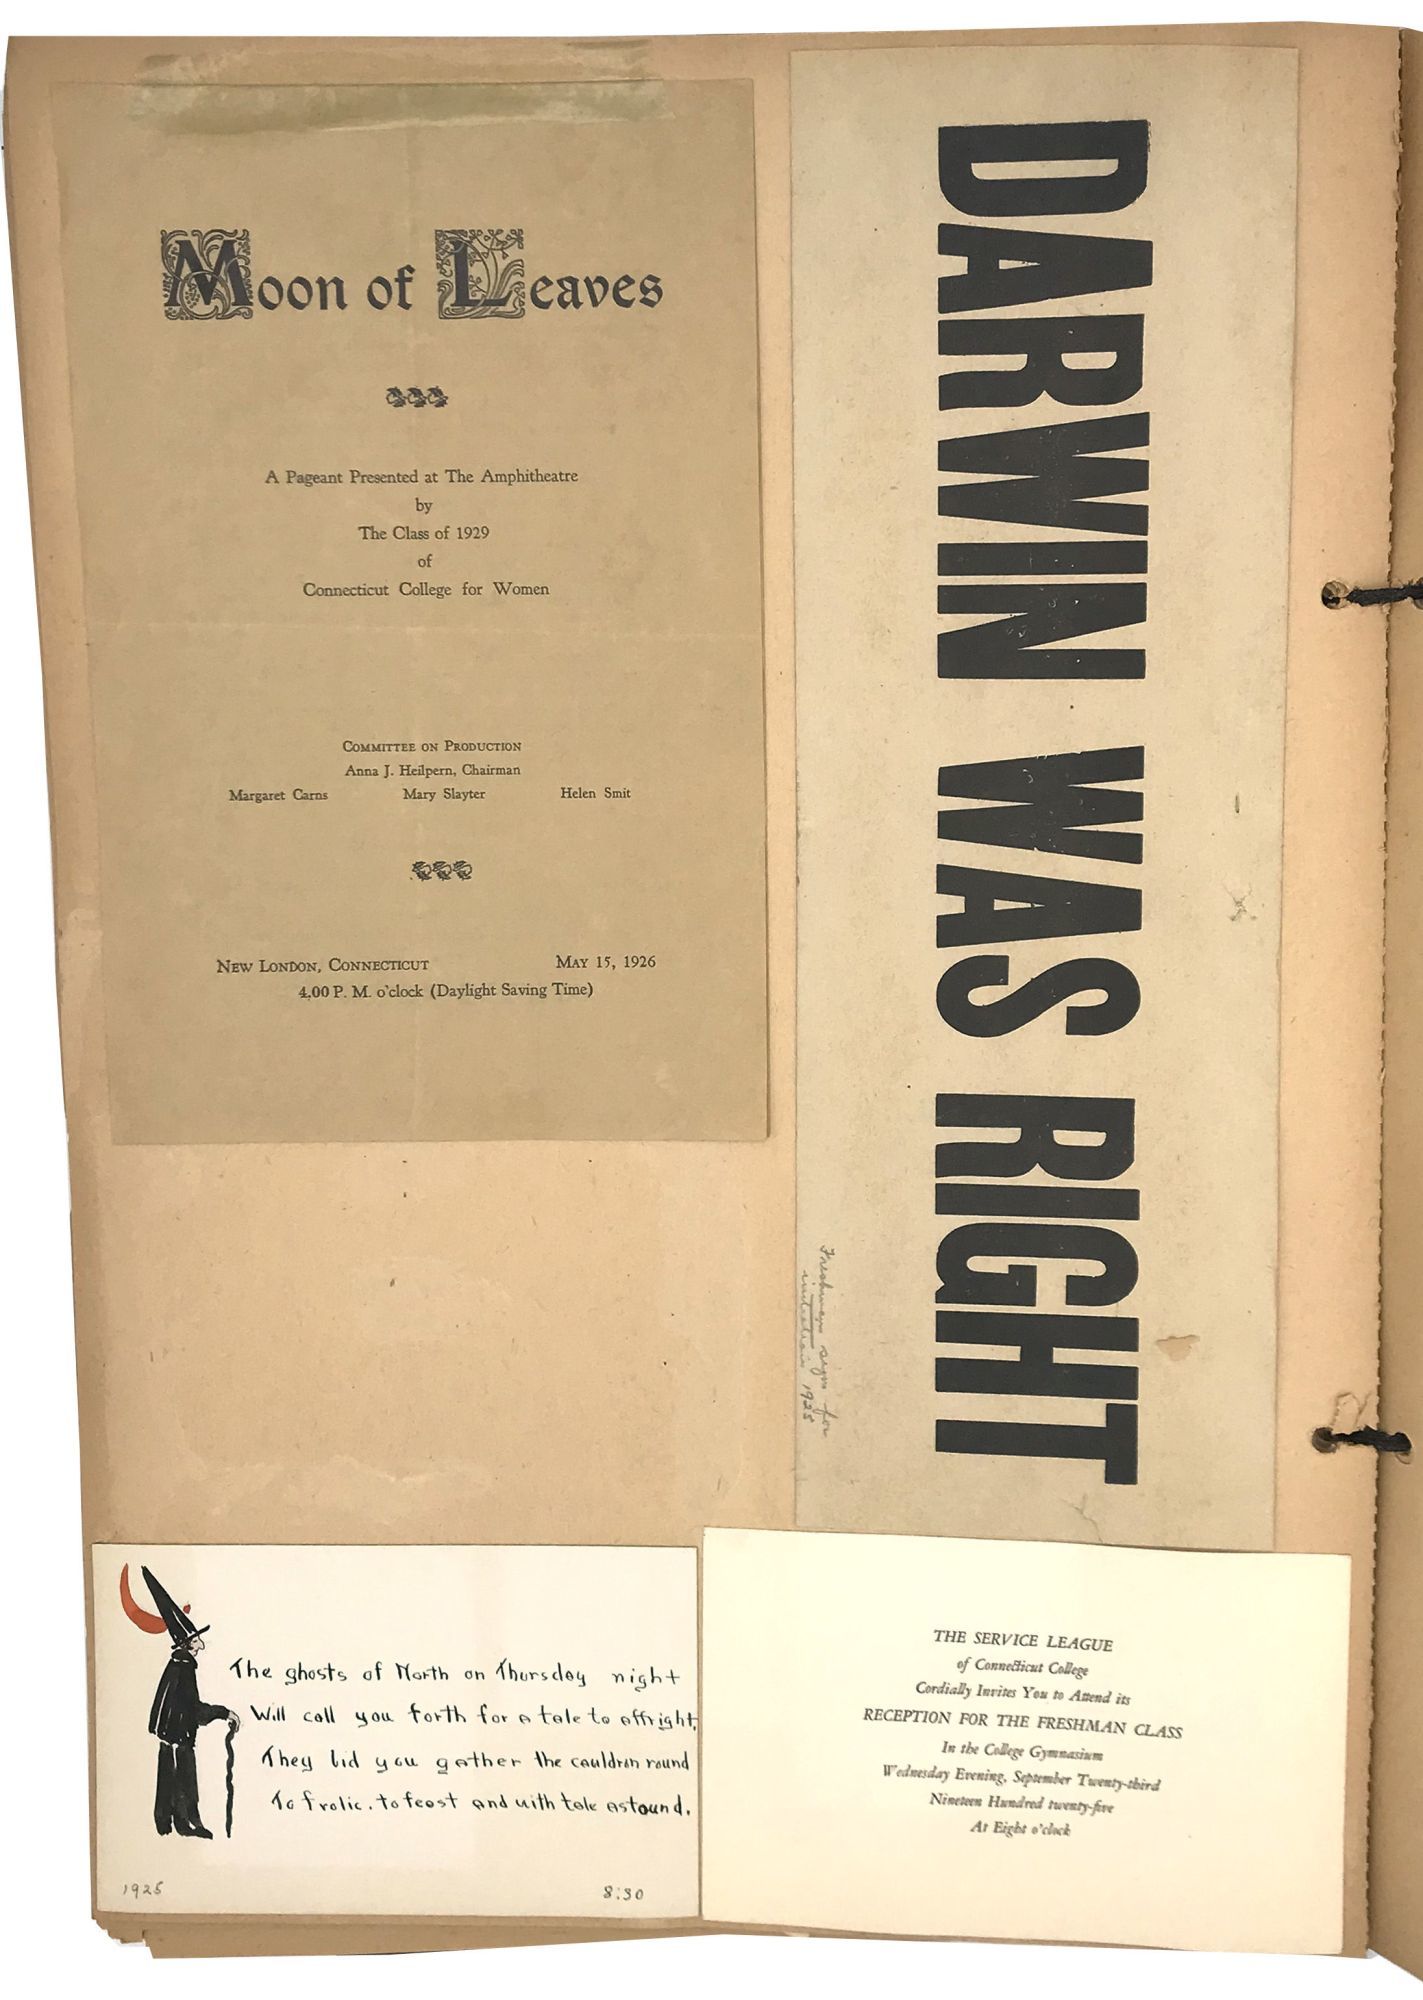 Moon of Leaves
A Pageant Presented at The Amphitheatre
by
The Class of 1929
of
Connecticut College for Women
Committee on Production
Anna J. Heilpern, Chairman
Margaret Carns Mary Slayter Helen Smit
New London, Connecticut May 15, 1926
4.00 P. M. o'clock (Daylight Saving Time)
DARWIN WAS RIGHT
Freshman sign for
initiation 1925
The ghosts of North on Thursday night
Will call you forth for a tale to affright,
They bid you gather the cauldron round
To frolic, to feast and with tale astound.
1925 8:30
THE SERVICE LEAGUE
of Connecticut College
Cordially Invites You to Attend its
RECEPTION FOR THE FRESHMAN CLASS
In the College Gymnasium
Wednesday Evening, September Twenty-third
Nineteen Hundred twenty-five
At Eight o'clock